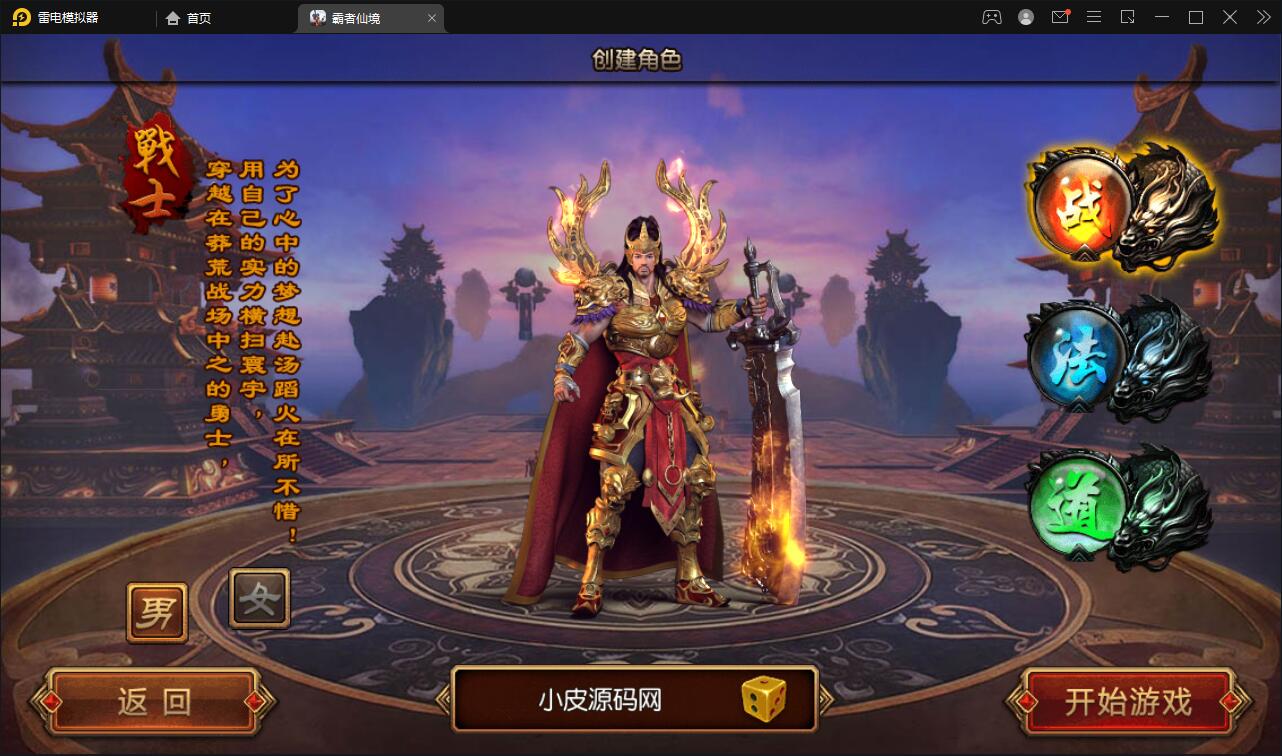 雷电模拟器
首页
霸者仙境
创建角色
戰士
穿越在莽荒战场中之的勇士，
用自己的实力横扫寰宇，
为了心中的梦想赴汤蹈火在所不惜！
战
法
道
男
女
返回
小皮源码网
开始游戏